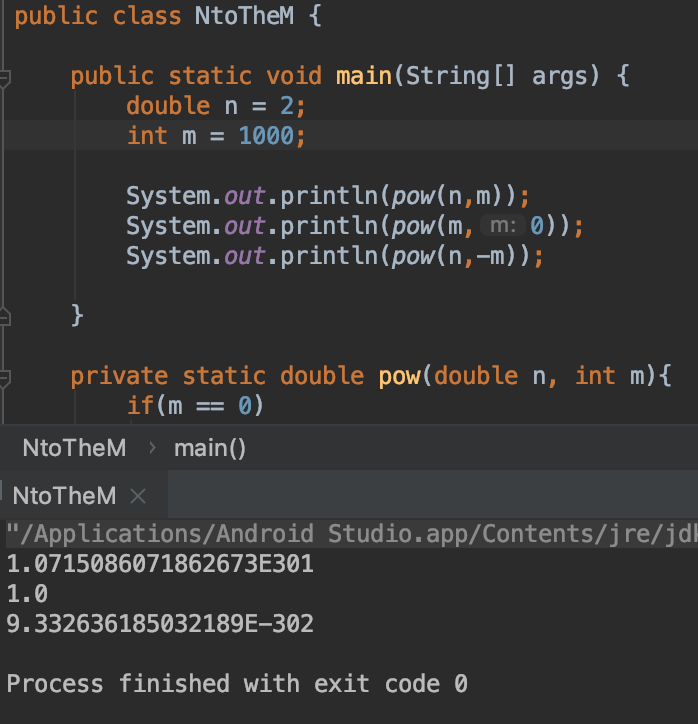 public class NtoTheM {
public static void main(String[] args) {
double n = 2;
int m = 1000;
System.out.println(pow(n,m));
System.out.println(pow(m, m: 0));
System.out.println(pow(n,-m));
}
private static double pow(double n, int m){
if(m == 0)
NtoTheM › main()
NtoTheM ×
"/Applications/Android Studio.app/Contents/jre/jdk
1.0715086071862673E301
1.0
9.332636185032189E-302
Process finished with exit code 0